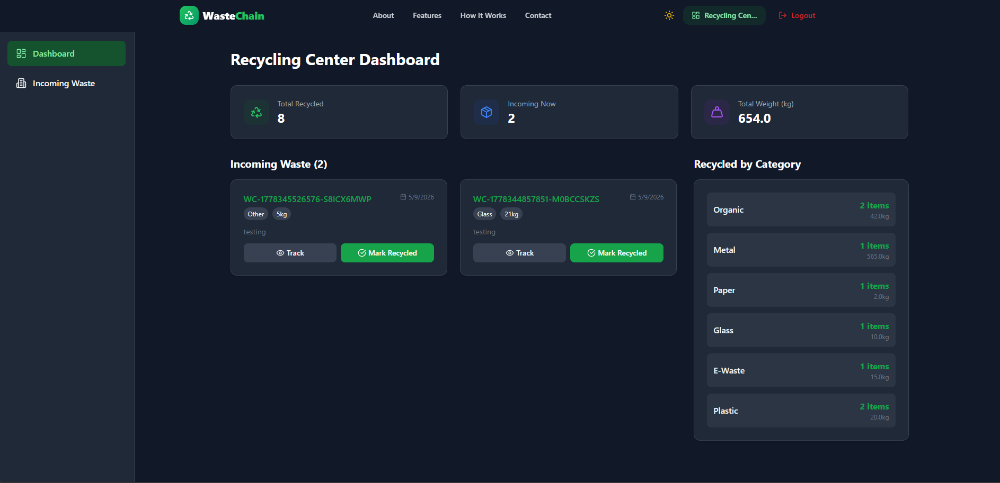 WasteChain
About
Features
How It Works
Contact
Recycling Cen...
Logout
Dashboard
Incoming Waste
Recycling Center Dashboard
Total Recycled
8
Incoming Now
2
Total Weight (kg)
654.0
Incoming Waste (2)
WC-1778345526576-S8ICX6MWP
5/9/2026
Other
5kg
testing
Track
Mark Recycled
WC-1778344857851-M0BCCSKZS
5/9/2026
Glass
21kg
testing
Track
Mark Recycled
Recycled by Category
Organic
2 items
42.0kg
Metal
1 items
565.0kg
Paper
1 items
2.0kg
Glass
1 items
10.0kg
E-Waste
1 items
15.0kg
Plastic
2 items
20.0kg